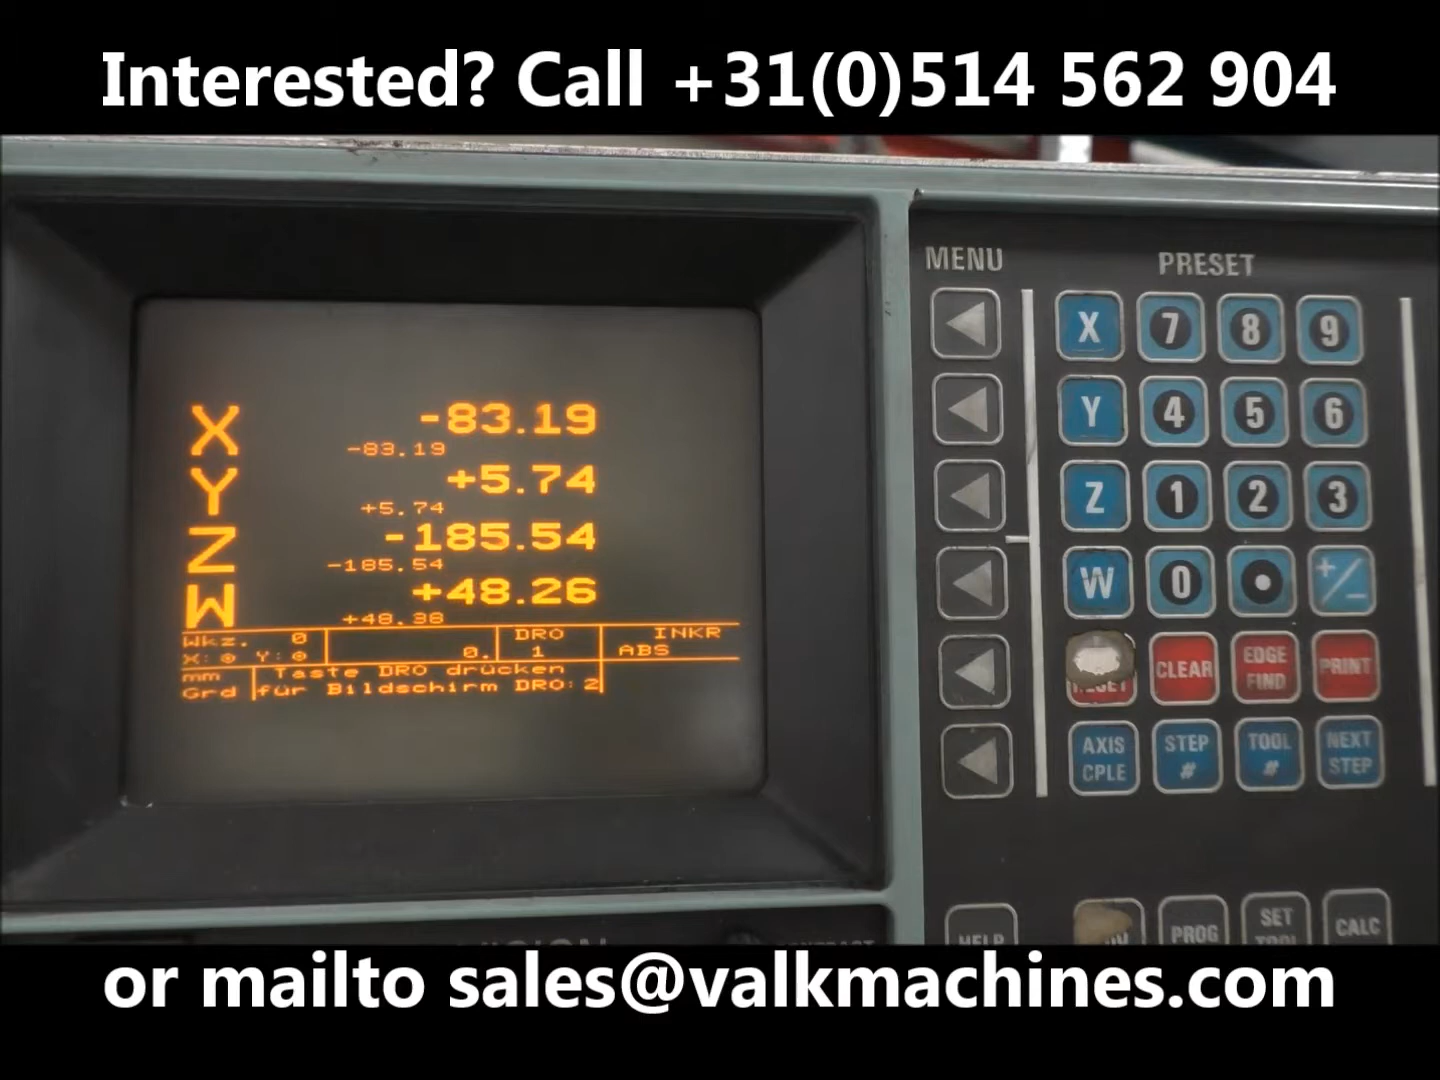 Interested? Call +31(0)514 562 904
MENU
PRESET
X -83.19
-83.19
Y +5.74
+5.74
Z -185.54
-185.54
W +48.26
+48.38
Wkz. 0
X: Y:
0.
DRO
1
INKR
ABS
mm
Grd
Taste DRO drücken
für Bildschirm DRO: 2
X 7 8 9
Y 4 5 6
Z 1 2 3
W 0 • +/-
RESET CLEAR EDGE FIND PRINT
AXIS CPLE STEP # TOOL # NEXT STEP
HELP PROG SET TOOL CALC
or mailto sales@valkmachines.com